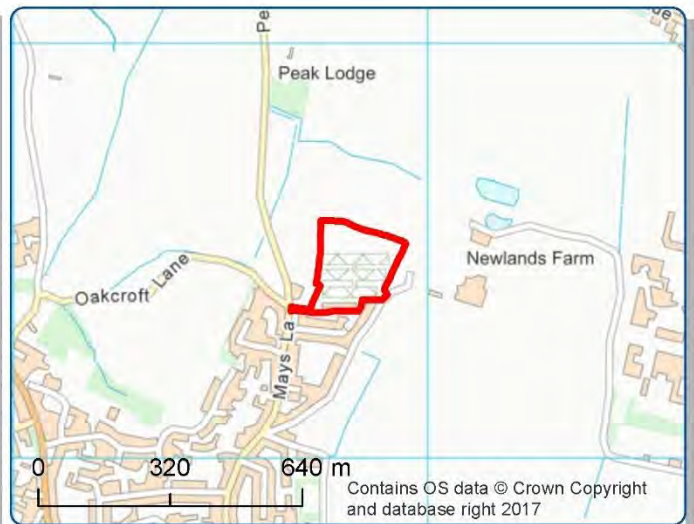 Pe
Peak Lodge
Newlands Farm
Oakcroft Lane
Mays La
0 320 640 m
Contains OS data © Crown Copyright
and database right 2017